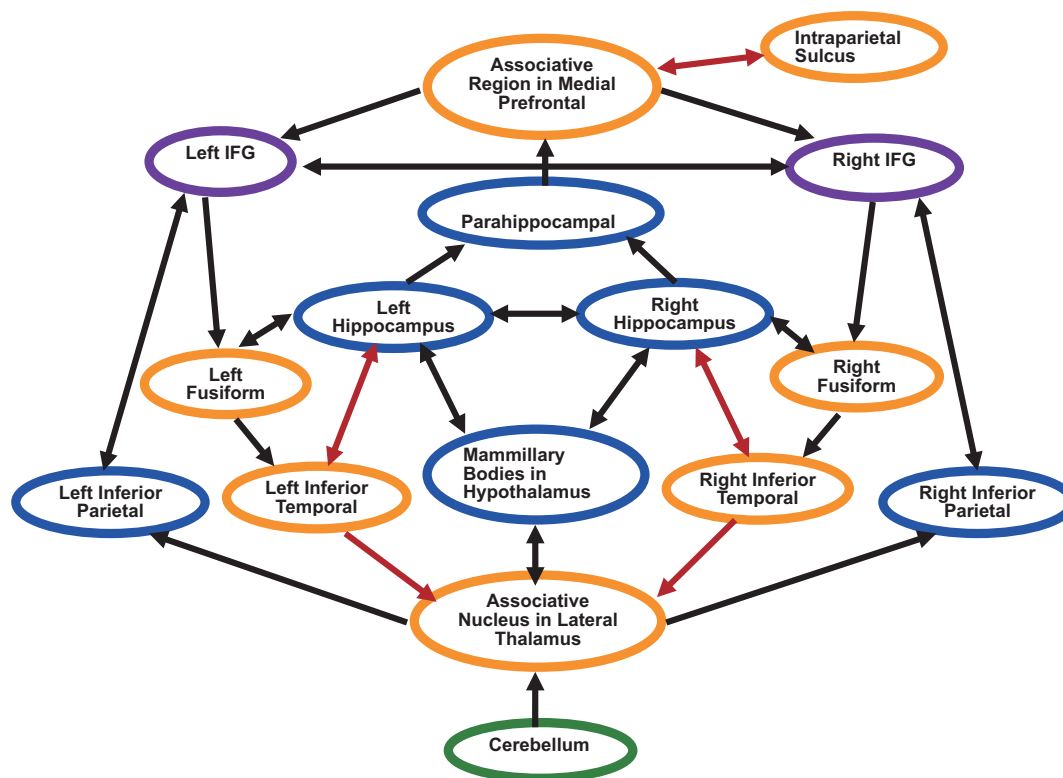 Intraparietal
Sulcus
Associative
Region in Medial
Prefrontal
Left IFG
Right IFG
Parahippocampal
Left
Hippocampus
Right
Hippocampus
Left
Fusiform
Right
Fusiform
Mammillary
Bodies in
Hypothalamus
Left Inferior
Parietal
Left Inferior
Temporal
Right Inferior
Temporal
Right Inferior
Parietal
Associative
Nucleus in Lateral
Thalamus
Cerebellum